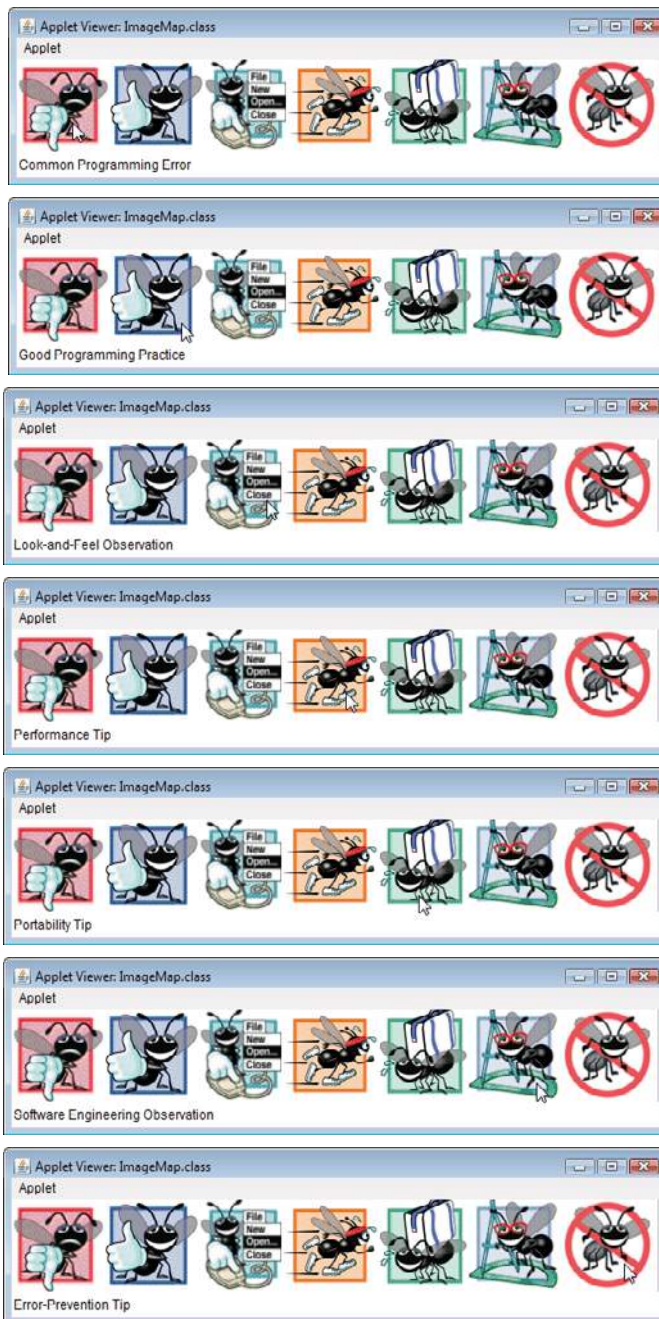 Applet Viewer: ImageMap.class
Applet
File
New
Open...
Close
Common Programming Error
Applet Viewer: ImageMap.class
Applet
File
New
Open...
Close
Good Programming Practice
Applet Viewer: ImageMap.class
Applet
File
New
Open...
Close
Look-and-Feel Observation
Applet Viewer: ImageMap.class
Applet
File
New
Open...
Close
Performance Tip
Applet Viewer: ImageMap.class
Applet
File
New
Open...
Close
Portability Tip
Applet Viewer: ImageMap.class
Applet
File
New
Open...
Close
Software Engineering Observation
Applet Viewer: ImageMap.class
Applet
File
New
Open...
Close
Error-Prevention Tip